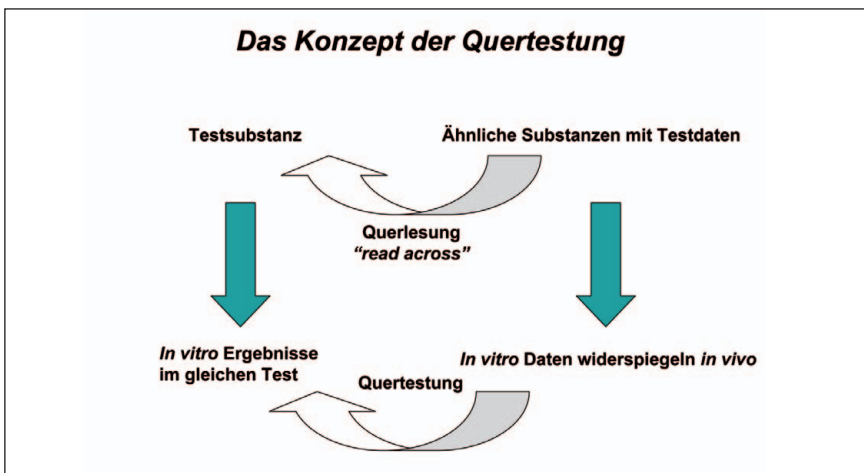 Das Konzept der Quertestung
Testsubstanz
Ähnliche Substanzen mit Testdaten
Querlesung
“read across”
In vitro Ergebnisse
im gleichen Test
In vitro Daten widerspiegeln in vivo
Quertestung